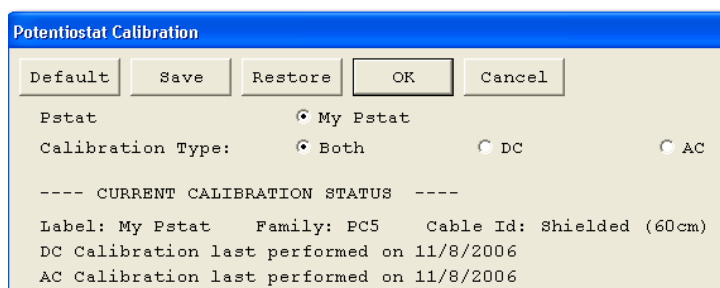 Potentiostat Calibration
Default Save Restore OK Cancel
Pstat My Pstat
Calibration Type: Both DC AC
---- CURRENT CALIBRATION STATUS ----
Label: My Pstat Family: PC5 Cable Id: Shielded (60cm)
DC Calibration last performed on 11/8/2006
AC Calibration last performed on 11/8/2006